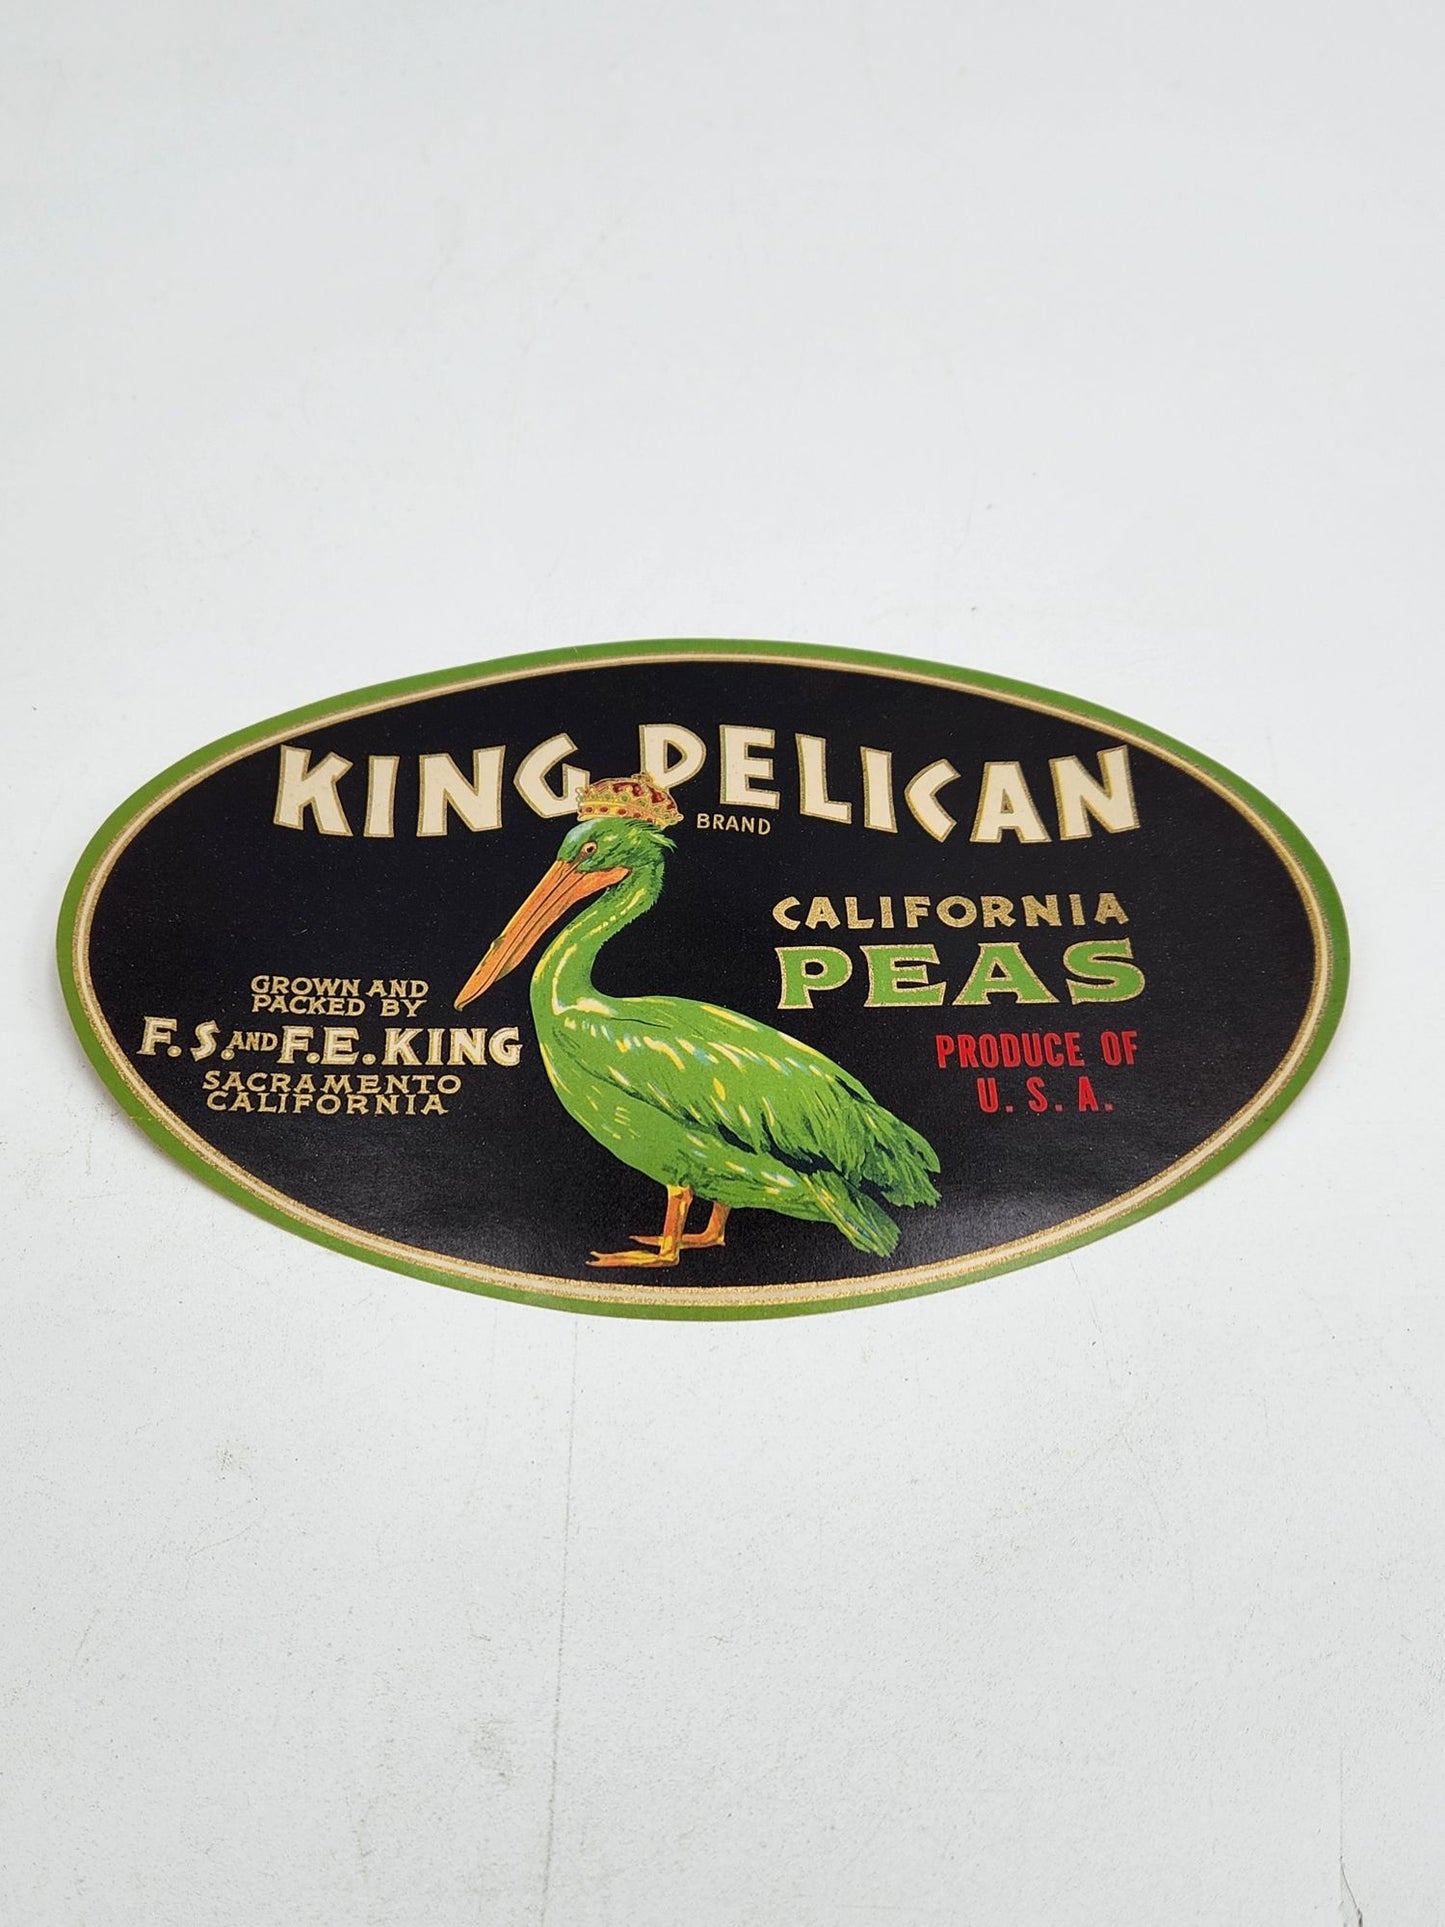 KING PELICAN
BRAND
CALIFORNIA
PEAS
PRODUCE OF
U.S.A.
GROWN AND
PACKED BY
F.S. AND F.E. KING
SACRAMENTO
CALIFORNIA